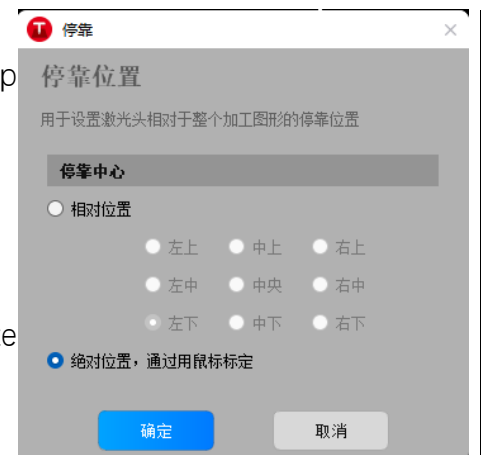 停靠
p
停靠位置
用于设置激光头相对于整个加工图形的停靠位置
停靠中心
相对位置
左上 中上 右上
左中 中央 右中
左下 中下 右下
te
绝对位置，通过用鼠标标定
确定 取消